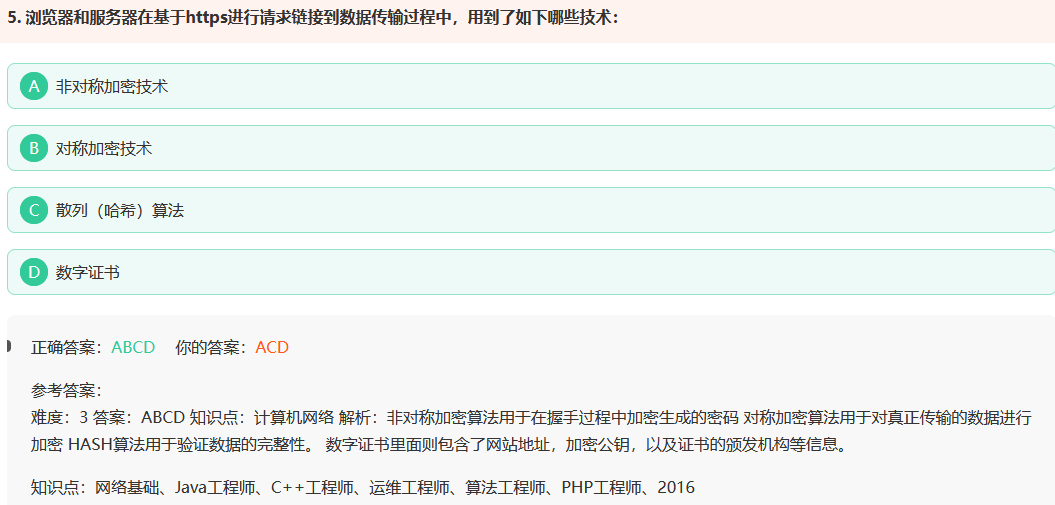 5. 浏览器和服务器在基于https进行请求链接到数据传输过程中，用到了如下哪些技术：
A 非对称加密技术
B 对称加密技术
C 散列（哈希）算法
D 数字证书
正确答案：ABCD 你的答案：ACD
参考答案：
难度：3 答案：ABCD 知识点：计算机网络 解析：非对称加密算法用于在握手过程中加密生成的密码 对称加密算法用于对真正传输的数据进行
加密 HASH算法用于验证数据的完整性。 数字证书里面则包含了网站地址，加密公钥，以及证书的颁发机构等信息。
知识点：网络基础、Java工程师、C++工程师、运维工程师、算法工程师、PHP工程师、2016